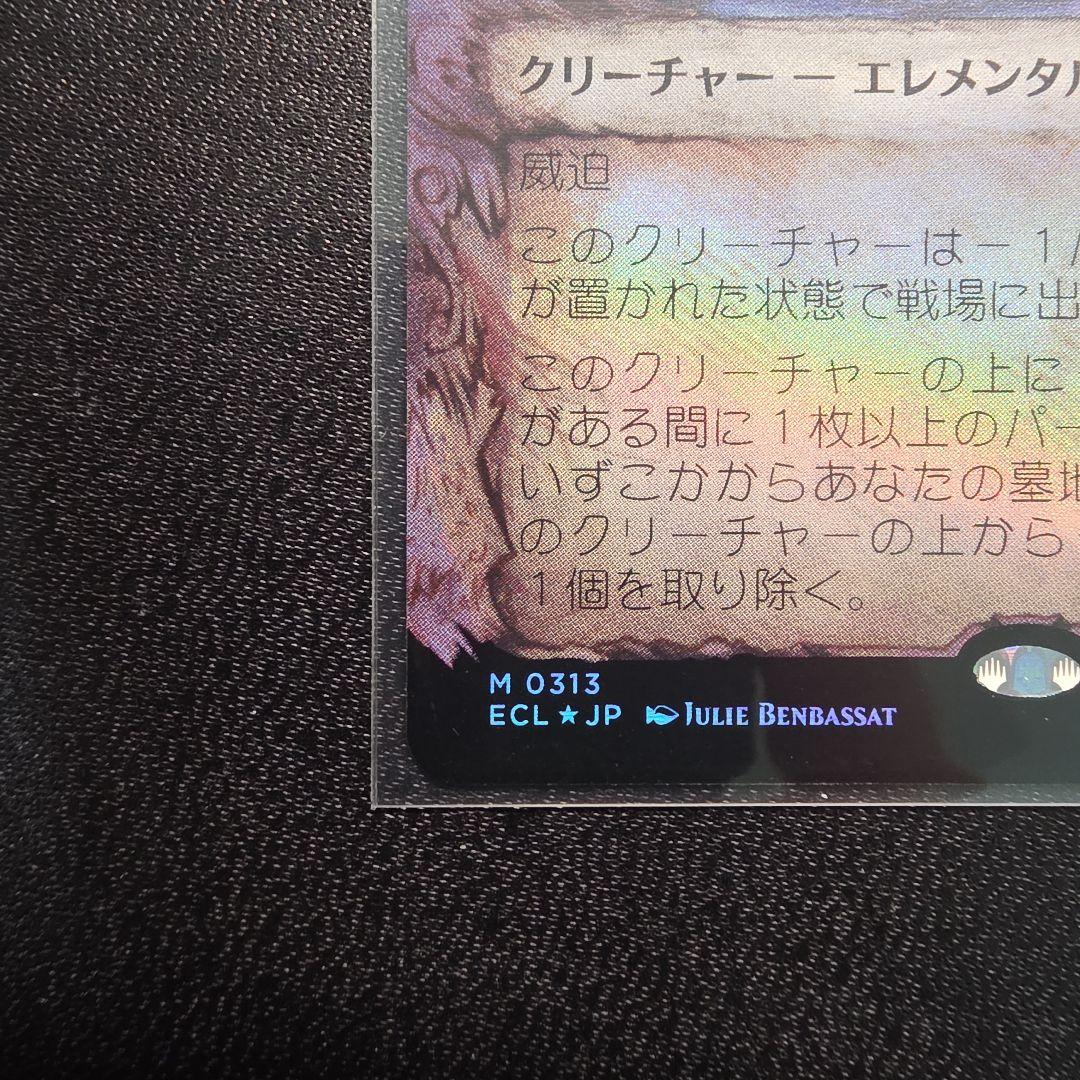 クリーチャー ― エレメンタル
威迫
このクリーチャーは－１/
が置かれた状態で戦場に出
このクリーチャーの上に
がある間に１枚以上のパー
いずこかからあなたの墓地
のクリーチャーの上から
１個を取り除く。
M 0313
ECL★JP JULIE BENBASSAT